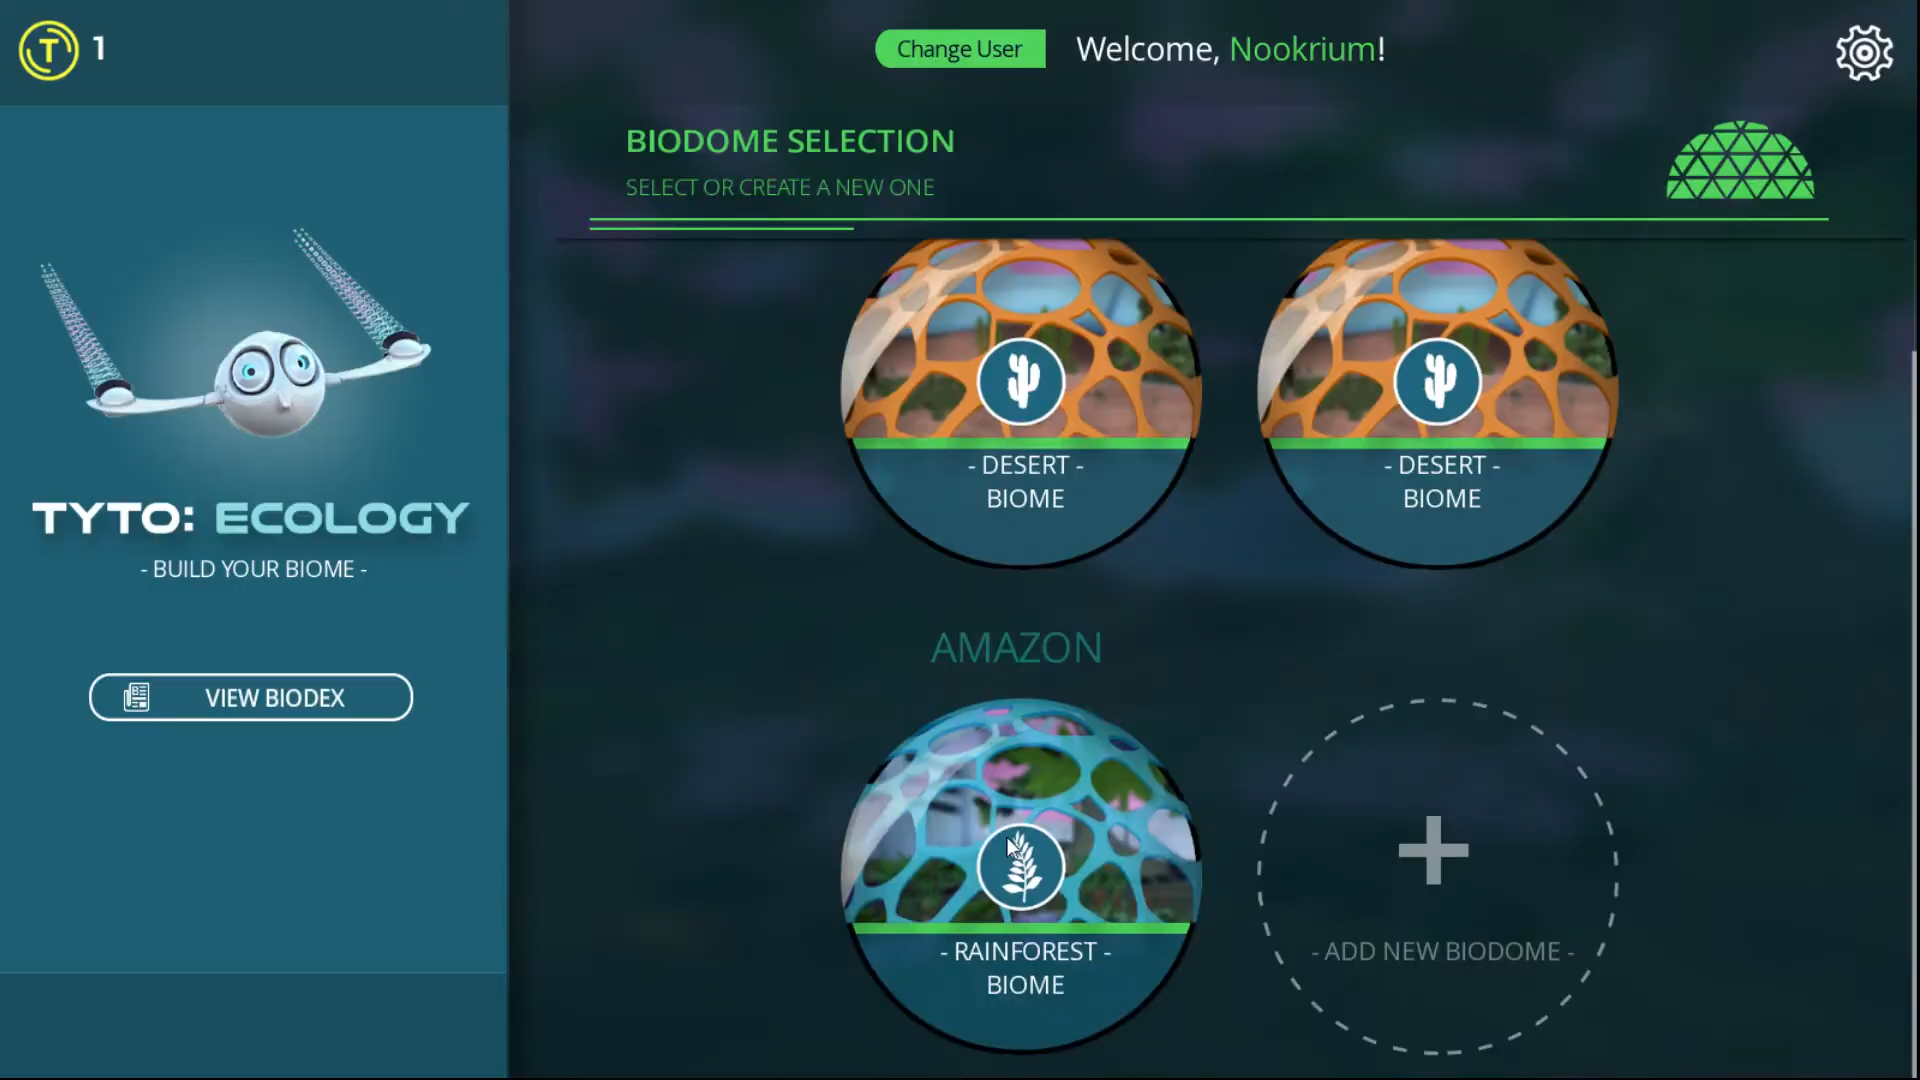 T 1
Change User
Welcome, Nookrium!
BIODOME SELECTION
SELECT OR CREATE A NEW ONE
- DESERT -
BIOME
- DESERT -
BIOME
TYTO: ECOLOGY
- BUILD YOUR BIOME -
VIEW BIODEX
AMAZON
- RAINFOREST -
BIOME
- ADD NEW BIODOME -